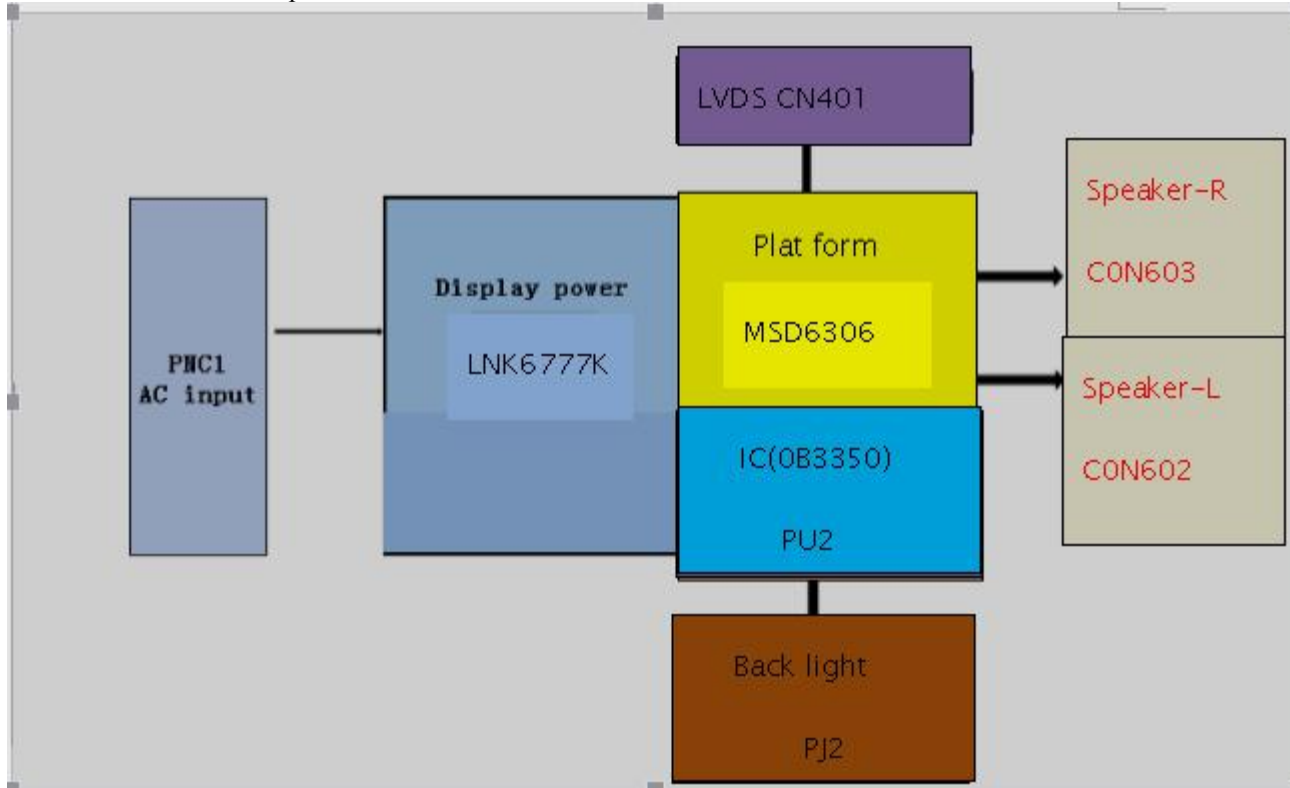 LVDS CN401
Speaker-R
CON603
Plat form
MSD6306
Display power
LNK6777K
PWC1
AC input
Speaker-L
CON602
IC(OB3350)
PU2
Back light
PJ2